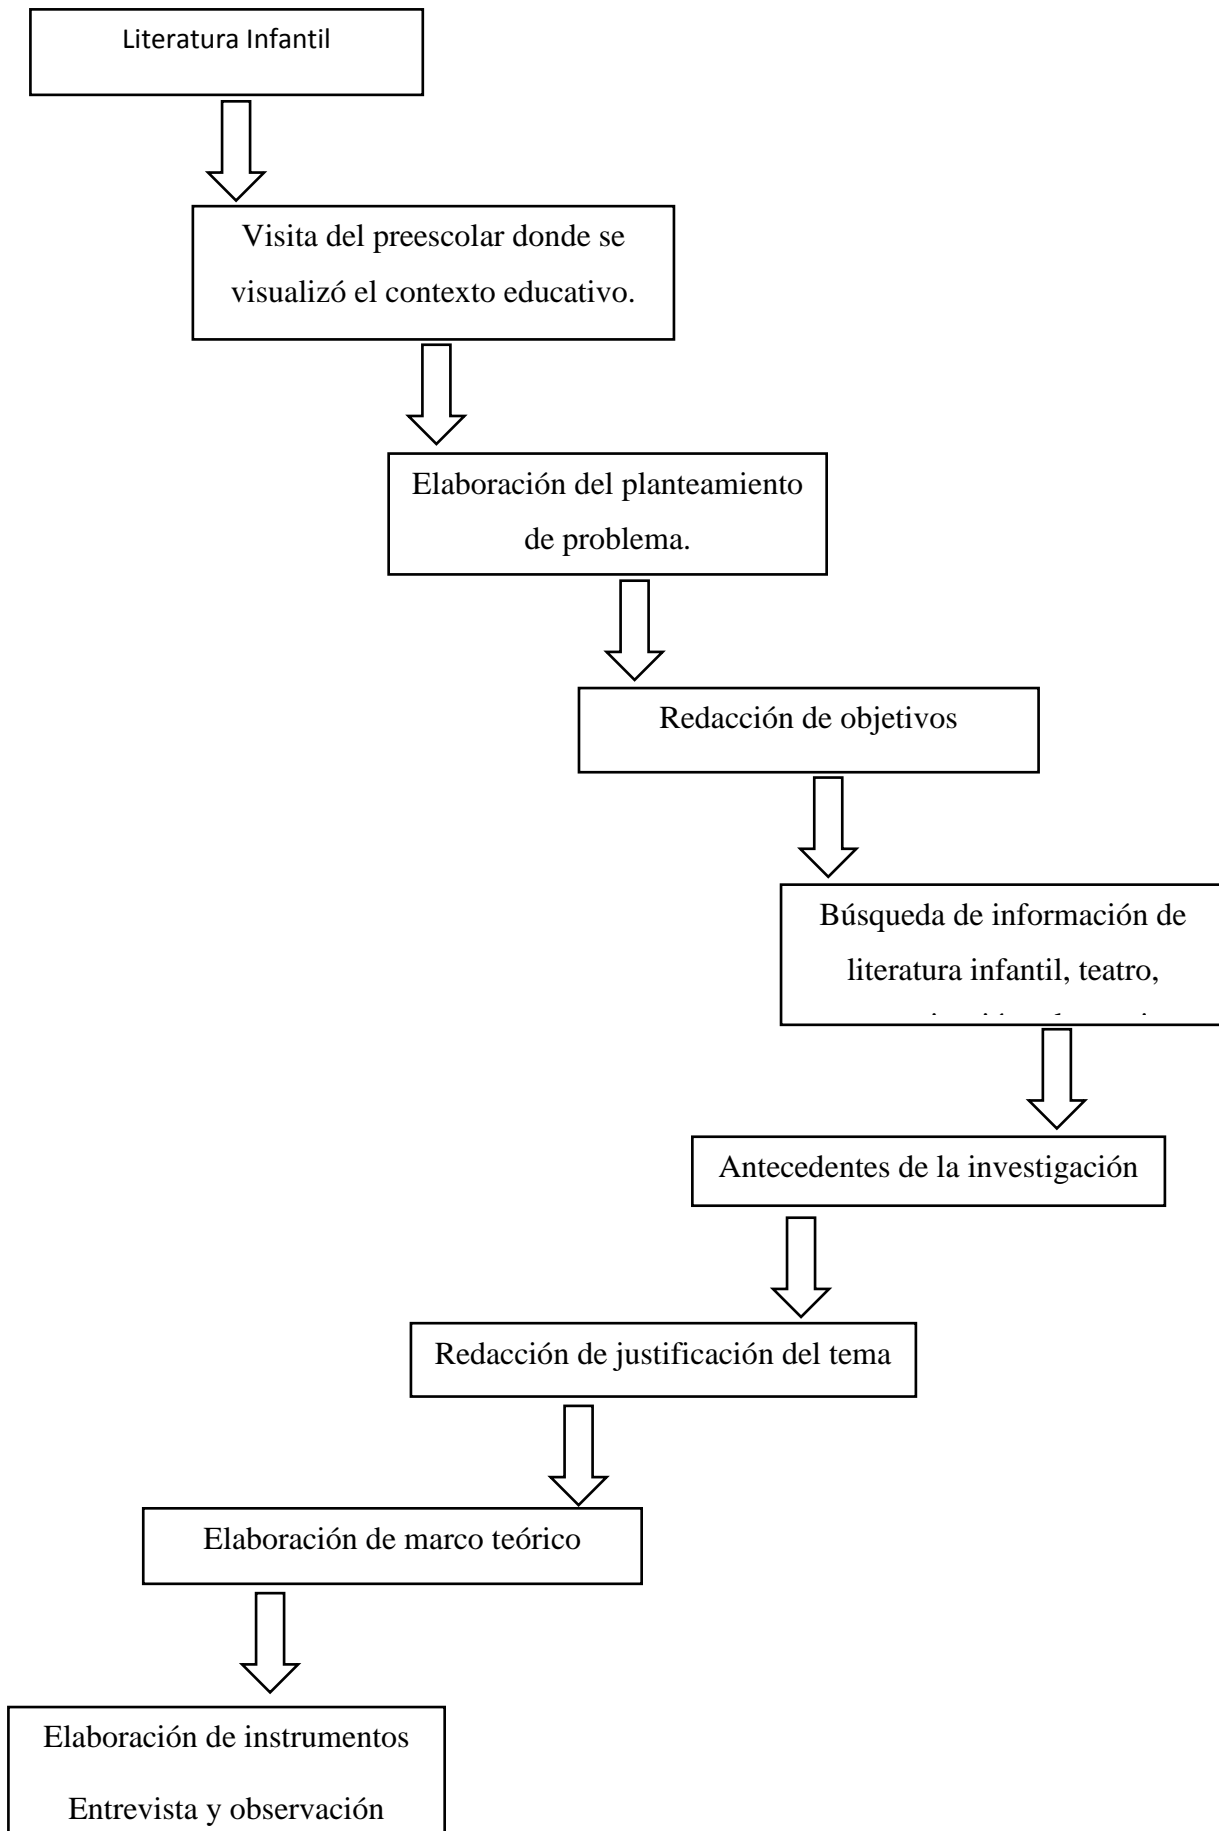 Literatura Infantil
Visita del preescolar donde se
visualizó el contexto educativo.
Elaboración del planteamiento
de problema.
Redacción de objetivos
Búsqueda de información de
literatura infantil, teatro,
Antecedentes de la investigación
Redacción de justificación del tema
Elaboración de marco teórico
Elaboración de instrumentos
Entrevista y observación